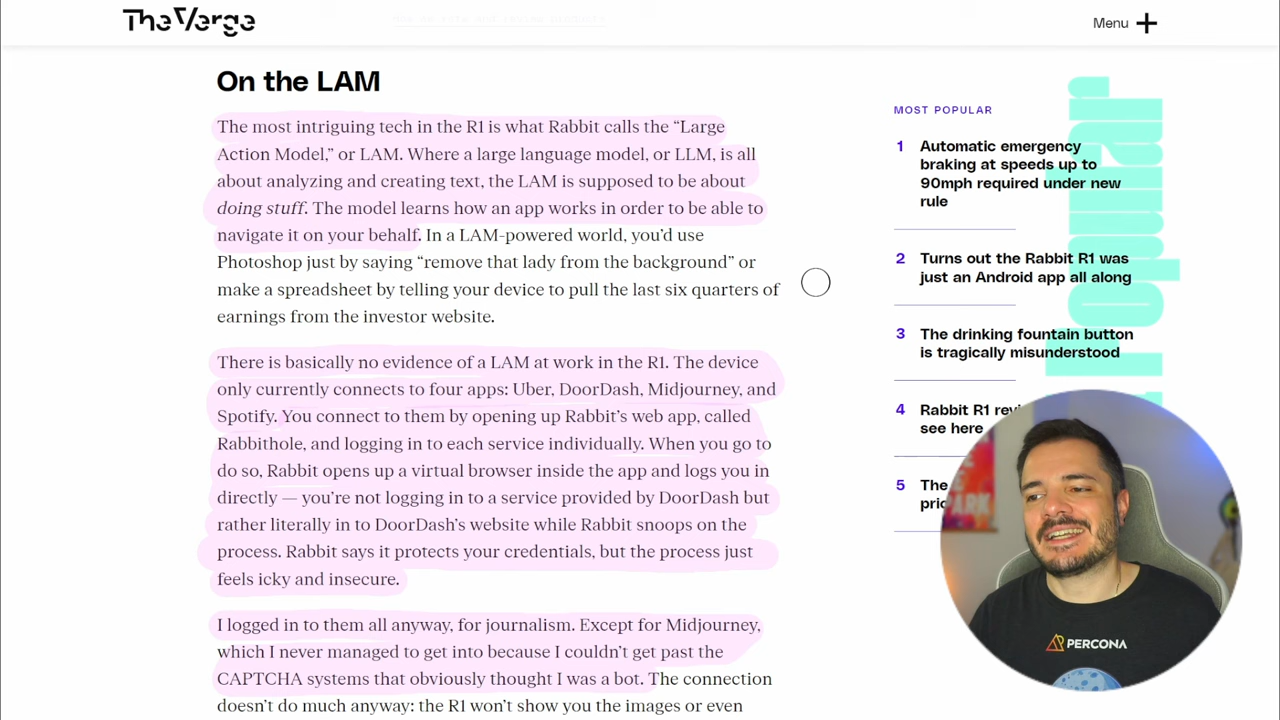 The Verge
Menu
On the LAM
The most intriguing tech in the R1 is what Rabbit calls the “Large
Action Model,” or LAM. Where a large language model, or LLM, is all
about analyzing and creating text, the LAM is supposed to be about
doing stuff. The model learns how an app works in order to be able to
navigate it on your behalf. In a LAM-powered world, you’d use
Photoshop just by saying “remove that lady from the background” or
make a spreadsheet by telling your device to pull the last six quarters of
earnings from the investor website.
There is basically no evidence of a LAM at work in the R1. The device
only currently connects to four apps: Uber, DoorDash, Midjourney, and
Spotify. You connect to them by opening up Rabbit’s web app, called
Rabbithole, and logging in to each service individually. When you go to
do so, Rabbit opens up a virtual browser inside the app and logs you in
directly — you’re not logging in to a service provided by DoorDash but
rather literally in to DoorDash’s website while Rabbit snoops on the
process. Rabbit says it protects your credentials, but the process just
feels icky and insecure.
I logged in to them all anyway, for journalism. Except for Midjourney,
which I never managed to get into because I couldn’t get past the
CAPTCHA systems that obviously thought I was a bot. The connection
doesn’t do much anyway: the R1 won’t show you the images or even
MOST POPULAR
1
Automatic emergency
braking at speeds up to
90mph required under new
rule
2
Turns out the Rabbit R1 was
just an Android app all along
3
The drinking fountain button
is tragically misunderstood
4
Rabbit R1
see here
5
The
PARK
PERCONA